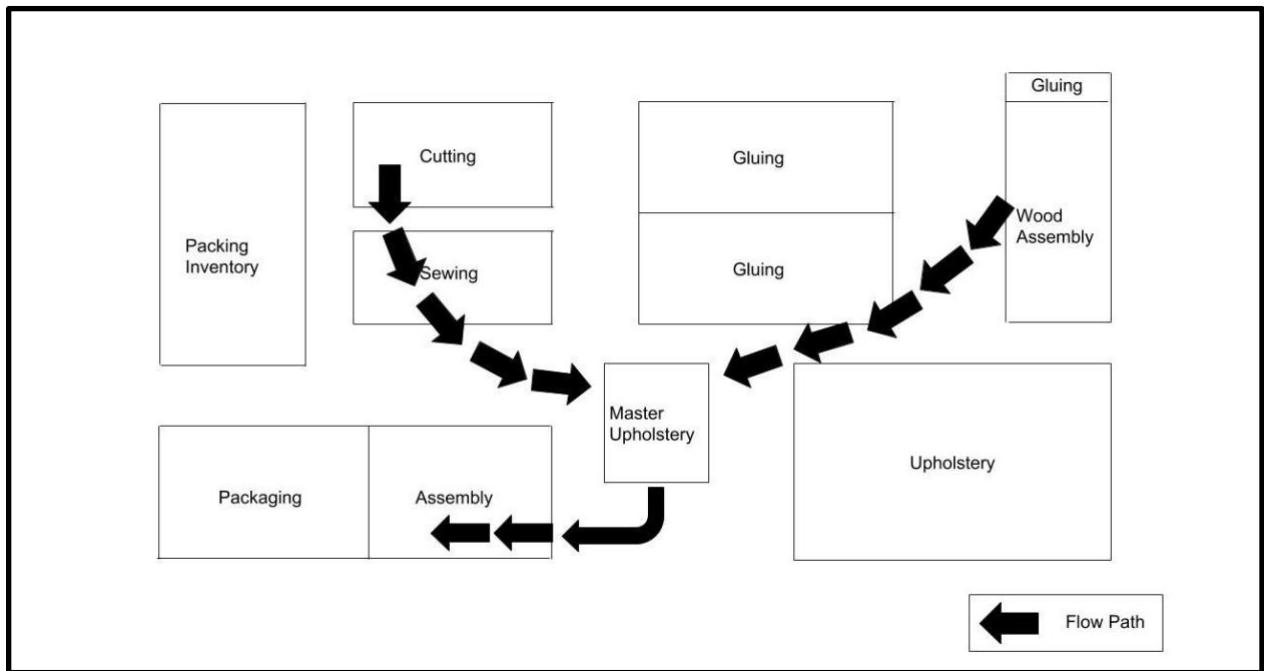 Gluing
Cutting
Gluing
Wood
Assembly
Packing
Inventory
Sewing
Gluing
Master
Upholstery
Upholstery
Packaging
Assembly
Flow Path